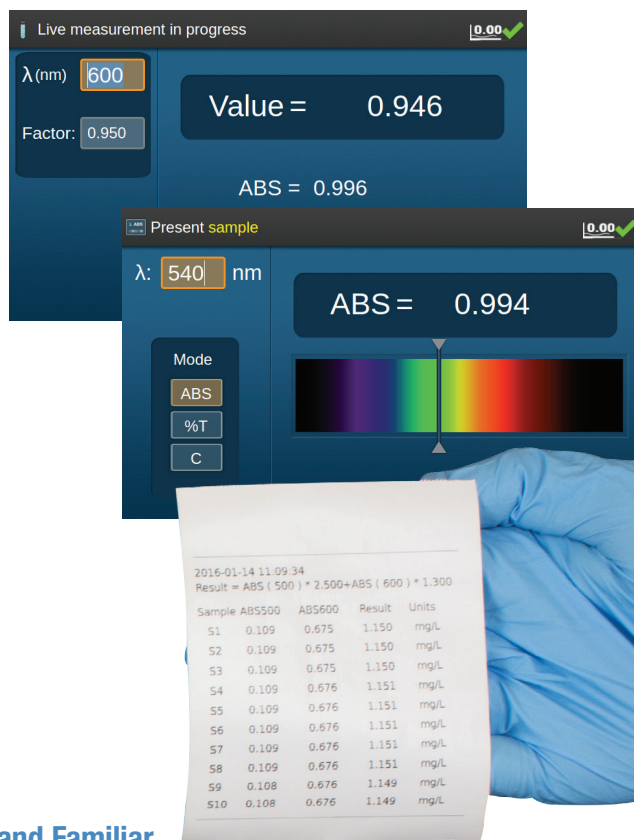 Live measurement in progress
0.00
λ(nm) 600
Value = 0.946
Factor: 0.950
ABS = 0.996
Present sample
0.00
λ: 540 nm
ABS = 0.994
Mode
ABS
%T
C
2016-01-14 11:09:34
Result = ABS ( 500 ) * 2.500+ABS ( 600 ) * 1.300
Sample ABS500 ABS600 Result Units
S1 0.109 0.675 1.150 mg/L
S2 0.109 0.675 1.150 mg/L
S3 0.109 0.675 1.150 mg/L
S4 0.109 0.676 1.151 mg/L
S5 0.109 0.676 1.151 mg/L
S6 0.109 0.676 1.151 mg/L
S7 0.109 0.676 1.151 mg/L
S8 0.109 0.676 1.151 mg/L
S9 0.108 0.676 1.149 mg/L
S10 0.108 0.676 1.149 mg/L
and Familiar